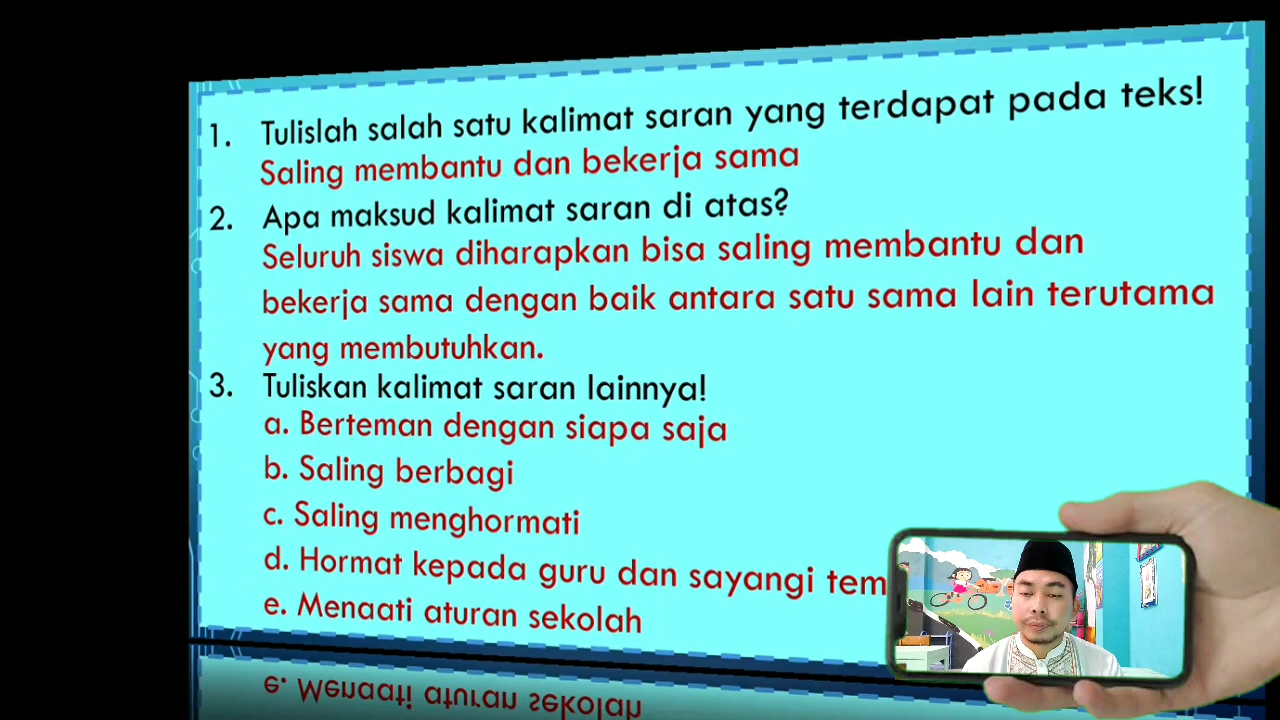 1. Tulislah salah satu kalimat saran yang terdapat pada teks!
Saling membantu dan bekerja sama
2. Apa maksud kalimat saran di atas?
Seluruh siswa diharapkan bisa saling membantu dan
bekerja sama dengan baik antara satu sama lain terutama
yang membutuhkan.
3. Tuliskan kalimat saran lainnya!
a. Berteman dengan siapa saja
b. Saling berbagi
c. Saling menghormati
d. Hormat kepada guru dan sayangi tem
e. Menaati aturan sekolah